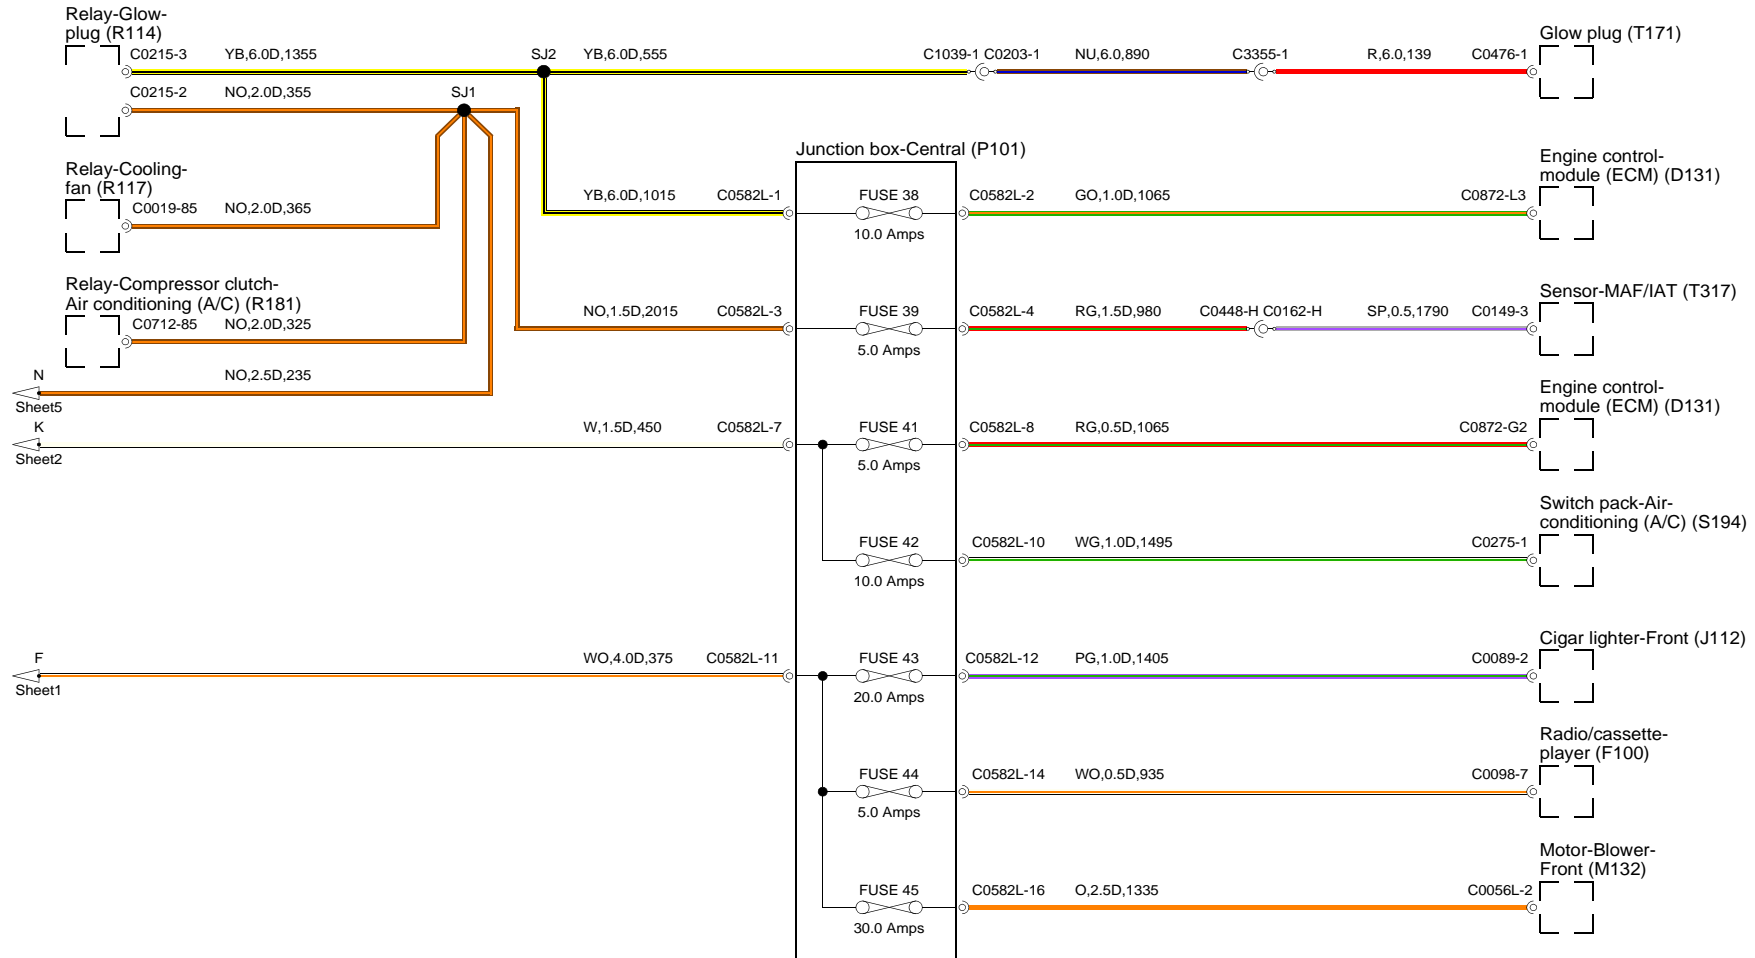 Relay-Glow-
plug (R114)
C0215-3 YB,6.0D,1355 SJ2 YB,6.0D,555 C1039-1 C0203-1 NU,6.0,890 C3355-1 R,6.0,139 C0476-1
Glow plug (T171)
C0215-2 NO,2.0D,355 SJ1
Junction box-Central (P101)
Relay-Cooling-
fan (R117)
C0019-85 NO,2.0D,365
YB,6.0D,1015 C0582L-1 FUSE 38 C0582L-2 GO,1.0D,1065 C0872-L3
10.0 Amps
Engine control-
module (ECM) (D131)
Relay-Compressor clutch-
Air conditioning (A/C) (R181)
C0712-85 NO,2.0D,325
NO,1.5D,2015 C0582L-3 FUSE 39 C0582L-4 RG,1.5D,980 C0448-H C0162-H SP,0.5,1790 C0149-3
5.0 Amps
Sensor-MAF/IAT (T317)
N NO,2.5D,235
Sheet5
K W,1.5D,450 C0582L-7 FUSE 41 C0582L-8 RG,0.5D,1065 C0872-G2
Sheet2 5.0 Amps
Engine control-
module (ECM) (D131)
FUSE 42 C0582L-10 WG,1.0D,1495 C0275-1
10.0 Amps
Switch pack-Air-
conditioning (A/C) (S194)
F WO,4.0D,375 C0582L-11 FUSE 43 C0582L-12 PG,1.0D,1405 C0089-2
Sheet1 20.0 Amps
Cigar lighter-Front (J112)
FUSE 44 C0582L-14 WO,0.5D,935 C0098-7
5.0 Amps
Radio/cassette-
player (F100)
FUSE 45 C0582L-16 O,2.5D,1335 C0056L-2
30.0 Amps
Motor-Blower-
Front (M132)